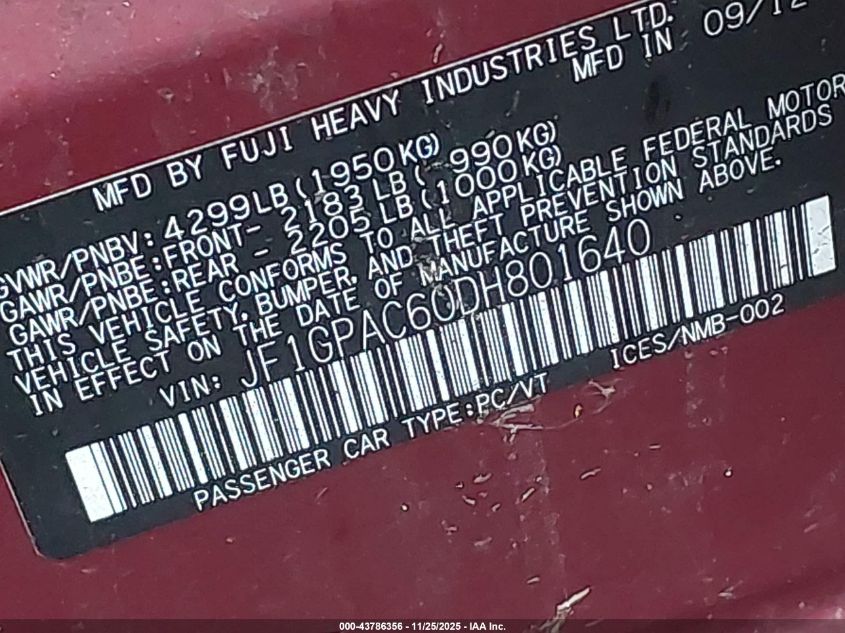 MFD BY FUJI HEAVY INDUSTRIES LTD.
MFD IN 09/12
GVWR/PNBV: 4299LB (1950KG)
GAWR/PNBE:FRONT- 2183LB ( 990KG)
GAWR/PNBE:REAR - 2205LB (1000KG)
THIS VEHICLE CONFORMS TO ALL APPLICABLE FEDERAL MOTOR
VEHICLE SAFETY, BUMPER, AND THEFT PREVENTION STANDARDS
IN EFFECT ON THE DATE OF MANUFACTURE SHOWN ABOVE.
VIN: JF1GPAC60DH801640
PASSENGER CAR TYPE:PC/VT ICES/NMB-002
000-43786356 - 11/25/2025 - IAA Inc.